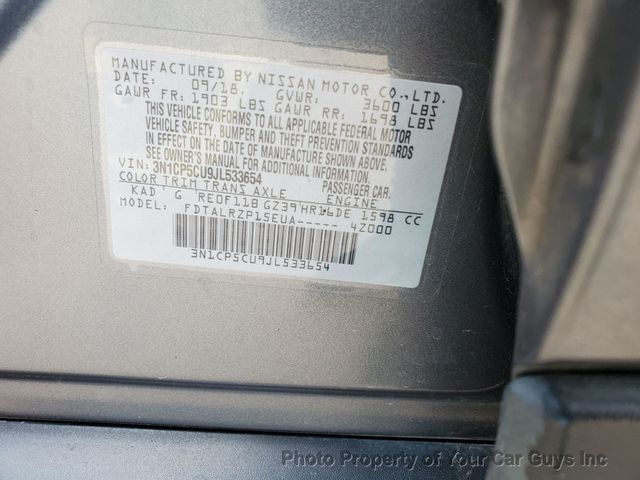 MANUFACTURED BY NISSAN MOTOR CO., LTD.
DATE: 09/18. GVWR: 3600 LBS
GAWR FR: 1903 LBS GAWR RR: 1698 LBS
THIS VEHICLE CONFORMS TO ALL APPLICABLE FEDERAL MOTOR
VEHICLE SAFETY, BUMPER AND THEFT PREVENTION STANDARDS
IN EFFECT ON THE DATE OF MANUFACTURE SHOWN ABOVE.
SEE OWNER'S MANUAL FOR ADDITIONAL INFORMATION
VIN: 3N1CP5CU9JL533654 PASSENGER CAR.
COLOR TRIM TRANS AXLE ENGINE
KAD G RE0F11B GZ39 HR16DE 1598 CC
MODEL: FDTALRZP15EUA----- 4Z000
3N1CP5CU9JL533654
Photo Property of Your Car Guys Inc